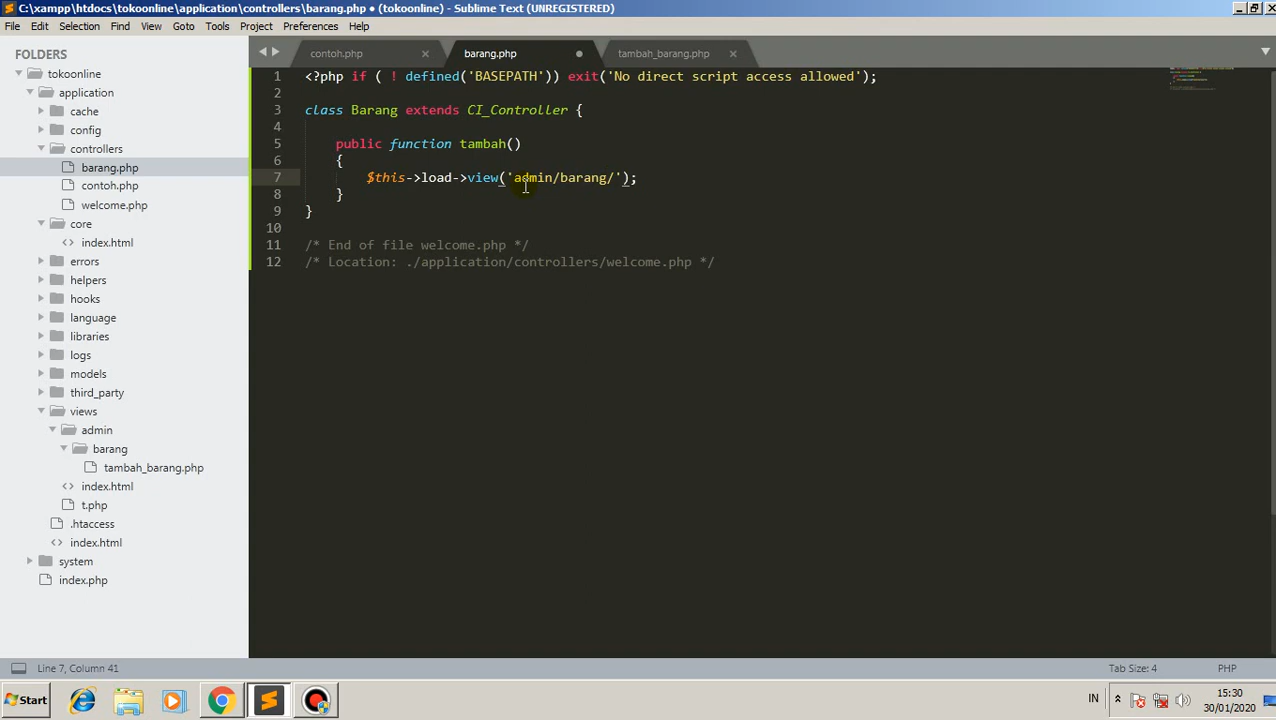 C:\xampp\htdocs\tokoonline\application\controllers\barang.php • (tokoonline) - Sublime Text (UNREGISTERED)
File Edit Selection Find View Goto Tools Project Preferences Help
FOLDERS
tokoonline
application
cache
config
controllers
barang.php
contoh.php
welcome.php
core
<> index.html
errors
helpers
hooks
language
libraries
logs
models
third_party
views
admin
barang
tambah_barang.php
<> index.html
t.php
.htaccess
<> index.html
system
index.php
contoh.php × barang.php • tambah_barang.php ×
1 <?php if ( ! defined('BASEPATH')) exit('No direct script access allowed');
2
3 class Barang extends CI_Controller {
4
5 public function tambah()
6 {
7 $this->load->view('admin/barang/');
8 }
9 }
10
11 /* End of file welcome.php */
12 /* Location: ./application/controllers/welcome.php */
Line 7, Column 41
Tab Size: 4 PHP
Start
IN
15:30
30/01/2020